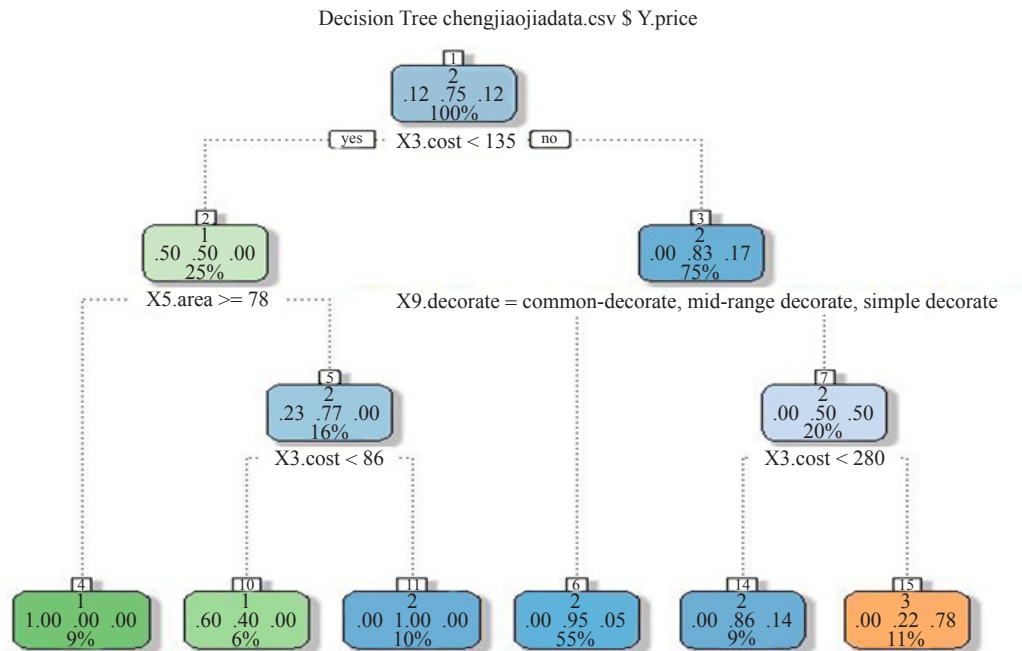 Decision Tree chengjiaojiadata.csv $ Y.price
1
2
.12 .75 .12
100%
yes X3.cost < 135 no
2
1
.50 .50 .00
25%
3
2
.00 .83 .17
75%
X5.area >= 78
X9.decorate = common-decorate, mid-range decorate, simple decorate
5
2
.23 .77 .00
16%
7
2
.00 .50 .50
20%
X3.cost < 86
X3.cost < 280
4
1
1.00 .00 .00
9%
10
1
.60 .40 .00
6%
11
2
.00 1.00 .00
10%
6
2
.00 .95 .05
55%
14
2
.00 .86 .14
9%
15
3
.00 .22 .78
11%